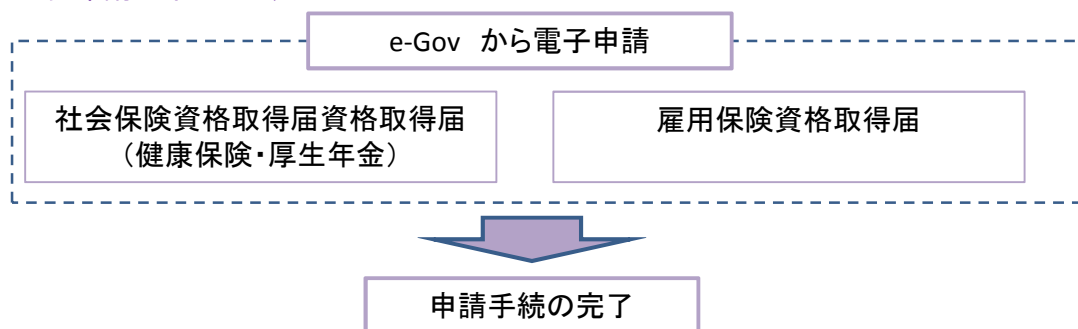 e-Gov から電子申請
社会保険資格取得届資格取得届
（健康保険・厚生年金）
雇用保険資格取得届
申請手続の完了